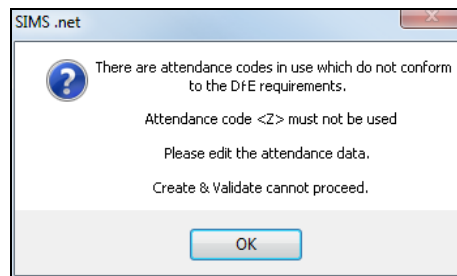 SIMS .net
There are attendance codes in use which do not conform
to the DfE requirements.
Attendance code <Z> must not be used
Please edit the attendance data.
Create & Validate cannot proceed.
OK